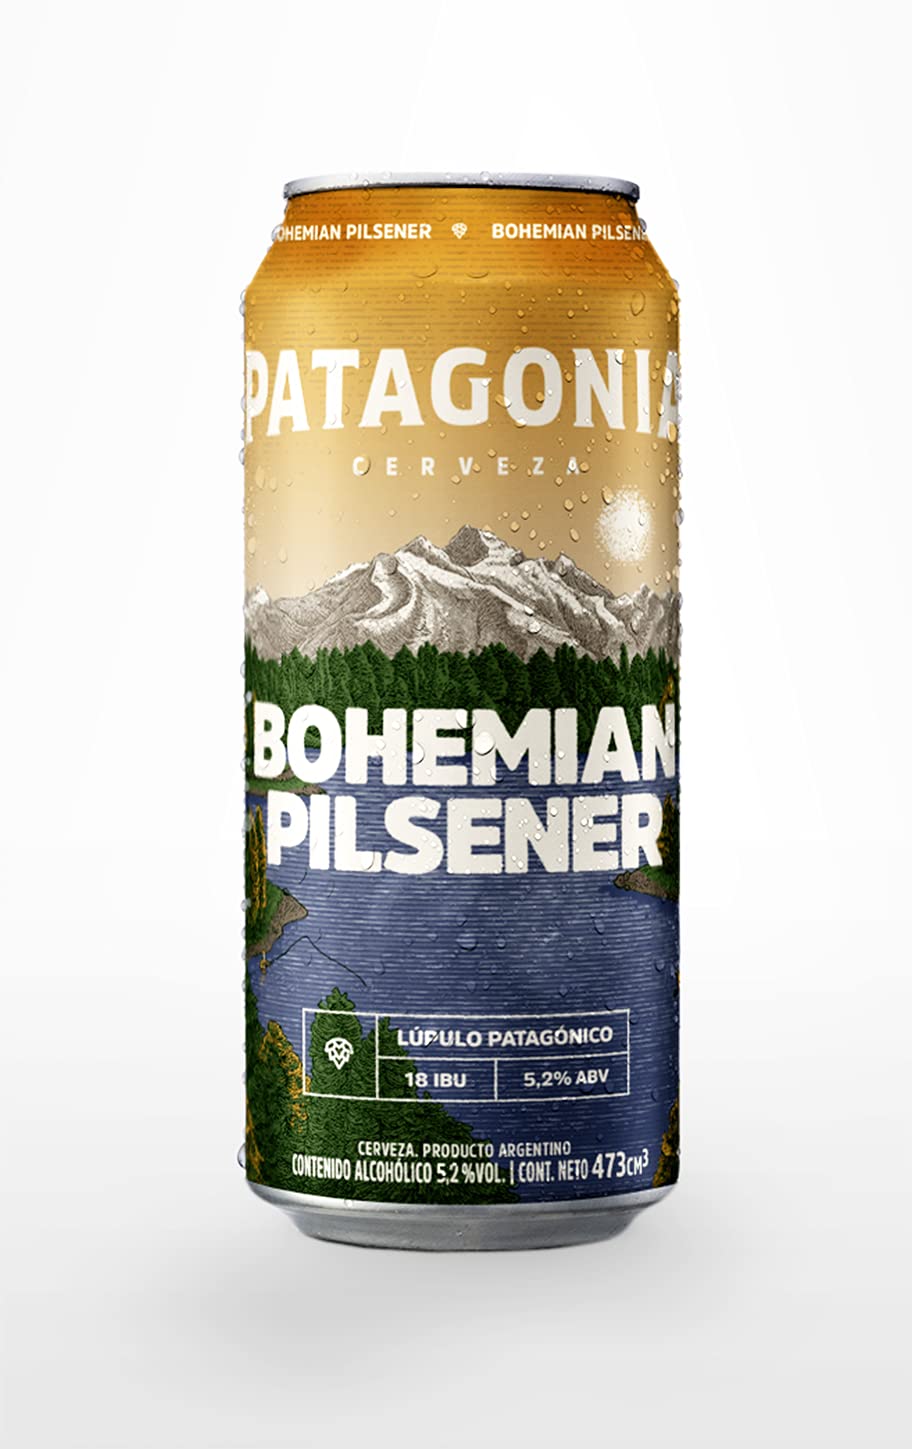 OHEMIAN PILSENER BOHEMIAN PILSEN
PATAGONIA
CERVEZA
BOHEMIAN
PILSENER
LÚPULO PATAGÓNICO
18 IBU 5,2% ABV
CERVEZA. PRODUCTO ARGENTINO
CONTENIDO ALCOHÓLICO 5,2 %VOL. | CONT. NETO 473CM³